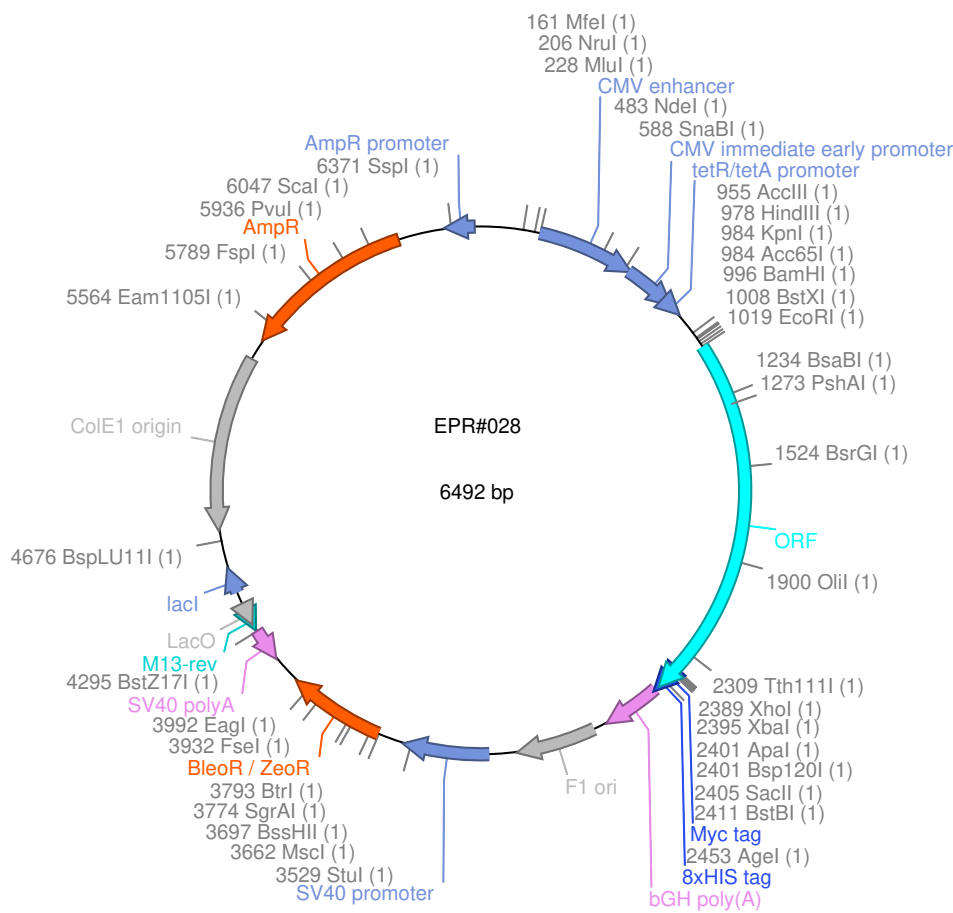 161 MfeI (1)
206 NruI (1)
228 MluI (1)
CMV enhancer
483 NdeI (1)
588 SnaBI (1)
CMV immediate early promoter
tetR/tetA promoter
955 AccIII (1)
978 HindIII (1)
984 KpnI (1)
984 Acc65I (1)
996 BamHI (1)
1008 BstXI (1)
1019 EcoRI (1)
1234 BsaBI (1)
1273 PshAI (1)
1524 BsrGI (1)
ORF
1900 OliI (1)
2309 Tth111I (1)
2389 XhoI (1)
2395 XbaI (1)
2401 ApaI (1)
2401 Bsp120I (1)
2405 SacII (1)
2411 BstBI (1)
Myc tag
2453 AgeI (1)
8xHIS tag
bGH poly(A)
F1 ori
SV40 promoter
3529 StuI (1)
3662 MscI (1)
3697 BssHII (1)
3774 SgrAI (1)
3793 BtrI (1)
BleoR / ZeoR
3932 FseI (1)
3992 EagI (1)
SV40 polyA
4295 BstZ17I (1)
M13-rev
LacO
lacI
4676 BspLU11I (1)
ColE1 origin
5564 Eam1105I (1)
5789 FspI (1)
AmpR
5936 PvuI (1)
6047 ScaI (1)
6371 SspI (1)
AmpR promoter
EPR#028
6492 bp